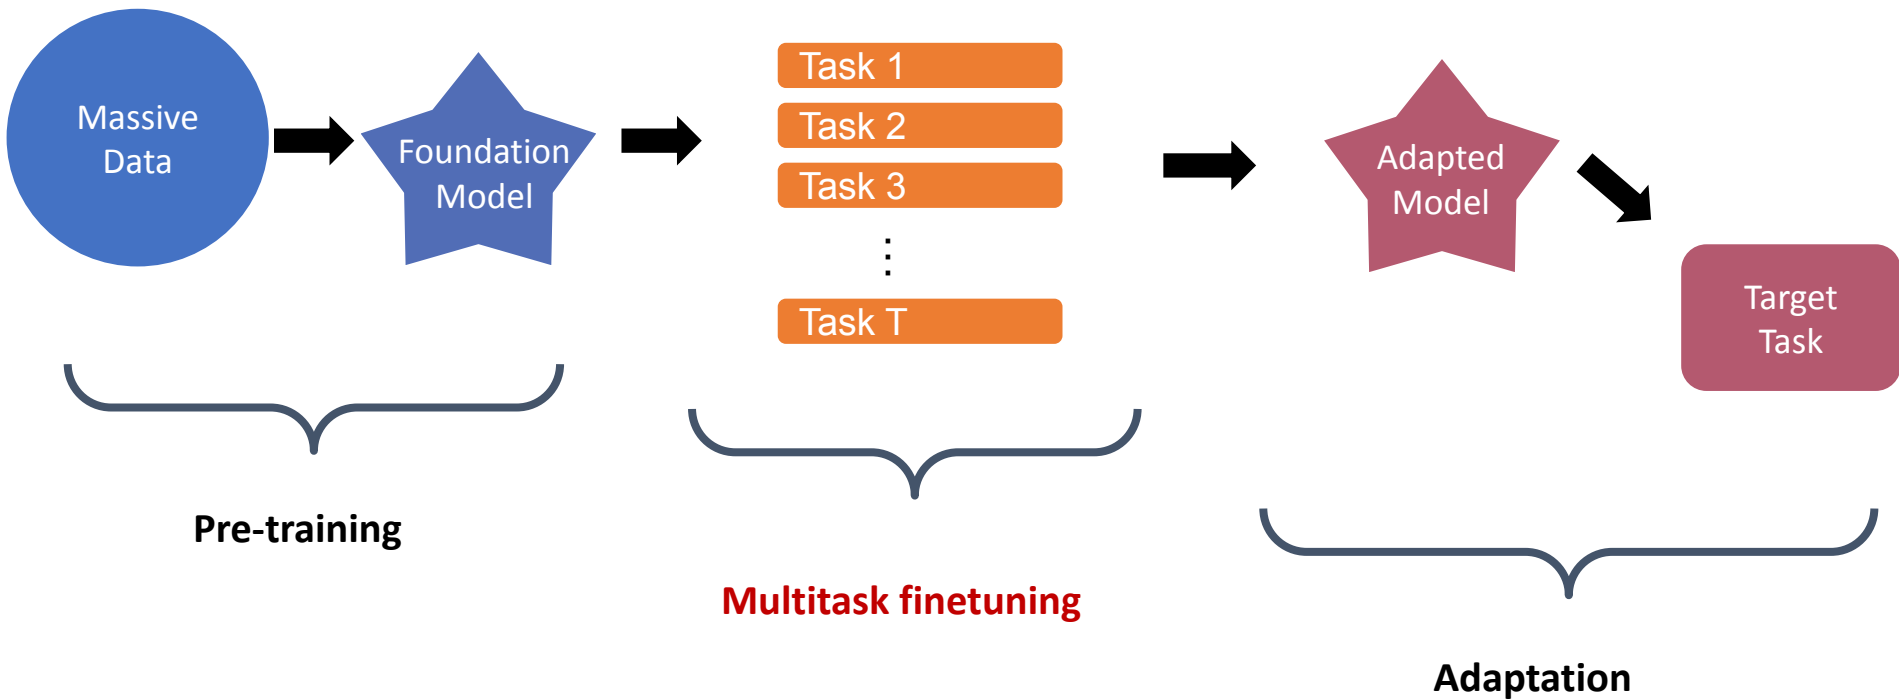 Massive
Data
Foundation
Model
Task 1
Task 2
Task 3
⋮
Task T
Adapted
Model
Target
Task
Pre-training
Multitask finetuning
Adaptation